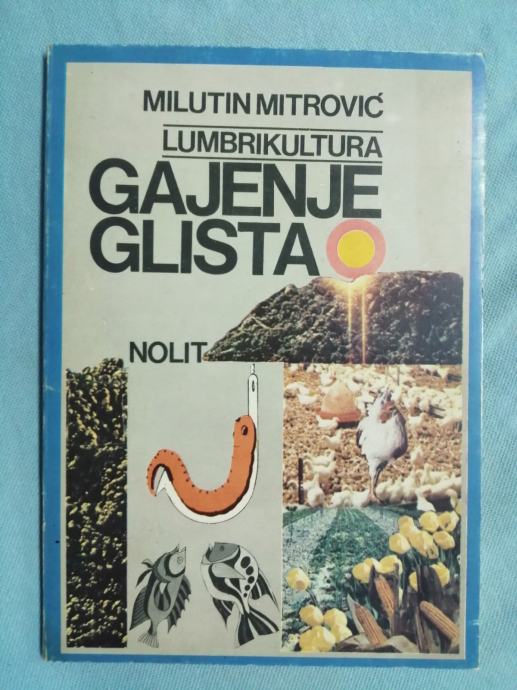 MILUTIN MITROVIĆ
LUMBRIKULTURA
GAJENJE
GLISTA
NOLIT